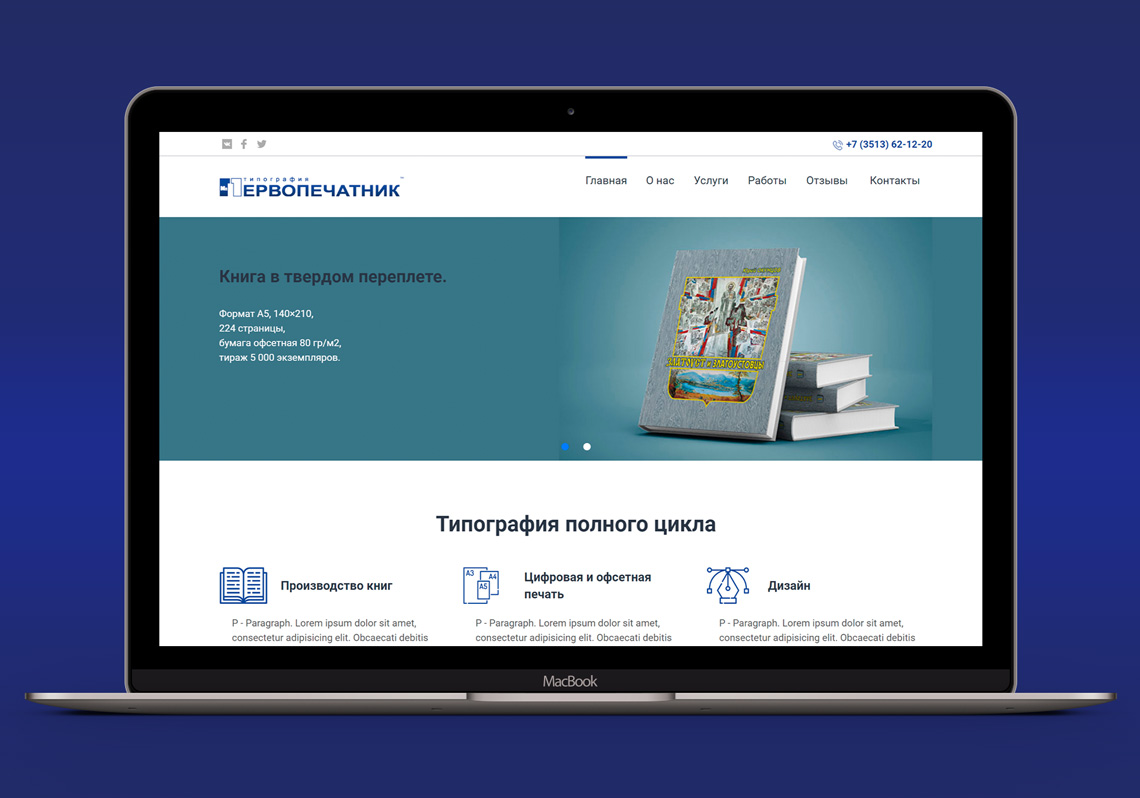 +7 (3513) 62-12-20
типография
ПЕРВОПЕЧАТНИК
Главная О нас Услуги Работы Отзывы Контакты
Книга в твердом переплете.
Формат А5, 140×210,
224 страницы,
бумага офсетная 80 гр/м2,
тираж 5 000 экземпляров.
ЗЛАТОУСТ и ЗЛАТОУСТОВЦЫ
Типография полного цикла
Производство книг
A3
A4
A5
Цифровая и офсетная
печать
Дизайн
P - Paragraph. Lorem ipsum dolor sit amet,
consectetur adipisicing elit. Obcaecati debitis
P - Paragraph. Lorem ipsum dolor sit amet,
consectetur adipisicing elit. Obcaecati debitis
P - Paragraph. Lorem ipsum dolor sit amet,
consectetur adipisicing elit. Obcaecati debitis
MacBook